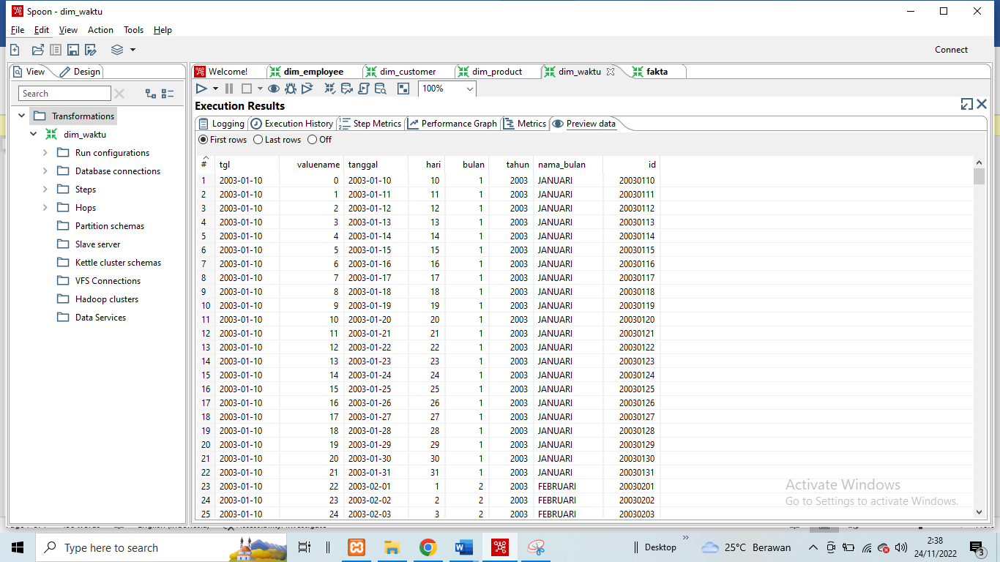 Spoon - dim_waktu
File Edit View Action Tools Help
Connect
View Design
Welcome! dim_employee dim_customer dim_product dim_waktu fakta
Search
100%
Transformations
dim_waktu
Run configurations
Database connections
Steps
Hops
Partition schemas
Slave server
Kettle cluster schemas
VFS Connections
Hadoop clusters
Data Services
Execution Results
Logging Execution History Step Metrics Performance Graph Metrics Preview data
First rows Last rows Off
# tgl valuename tanggal hari bulan tahun nama_bulan id
1 2003-01-10 0 2003-01-10 10 1 2003 JANUARI 20030110
2 2003-01-10 1 2003-01-11 11 1 2003 JANUARI 20030111
3 2003-01-10 2 2003-01-12 12 1 2003 JANUARI 20030112
4 2003-01-10 3 2003-01-13 13 1 2003 JANUARI 20030113
5 2003-01-10 4 2003-01-14 14 1 2003 JANUARI 20030114
6 2003-01-10 5 2003-01-15 15 1 2003 JANUARI 20030115
7 2003-01-10 6 2003-01-16 16 1 2003 JANUARI 20030116
8 2003-01-10 7 2003-01-17 17 1 2003 JANUARI 20030117
9 2003-01-10 8 2003-01-18 18 1 2003 JANUARI 20030118
10 2003-01-10 9 2003-01-19 19 1 2003 JANUARI 20030119
11 2003-01-10 10 2003-01-20 20 1 2003 JANUARI 20030120
12 2003-01-10 11 2003-01-21 21 1 2003 JANUARI 20030121
13 2003-01-10 12 2003-01-22 22 1 2003 JANUARI 20030122
14 2003-01-10 13 2003-01-23 23 1 2003 JANUARI 20030123
15 2003-01-10 14 2003-01-24 24 1 2003 JANUARI 20030124
16 2003-01-10 15 2003-01-25 25 1 2003 JANUARI 20030125
17 2003-01-10 16 2003-01-26 26 1 2003 JANUARI 20030126
18 2003-01-10 17 2003-01-27 27 1 2003 JANUARI 20030127
19 2003-01-10 18 2003-01-28 28 1 2003 JANUARI 20030128
20 2003-01-10 19 2003-01-29 29 1 2003 JANUARI 20030129
21 2003-01-10 20 2003-01-30 30 1 2003 JANUARI 20030130
22 2003-01-10 21 2003-01-31 31 1 2003 JANUARI 20030131
23 2003-01-10 22 2003-02-01 1 2 2003 FEBRUARI 20030201
24 2003-01-10 23 2003-02-02 2 2 2003 FEBRUARI 20030202
25 2003-01-10 24 2003-02-03 3 2 2003 FEBRUARI 20030203
Activate Windows
Go to Settings to activate Windows.
Type here to search
Desktop
25°C Berawan
2:38
24/11/2022
3